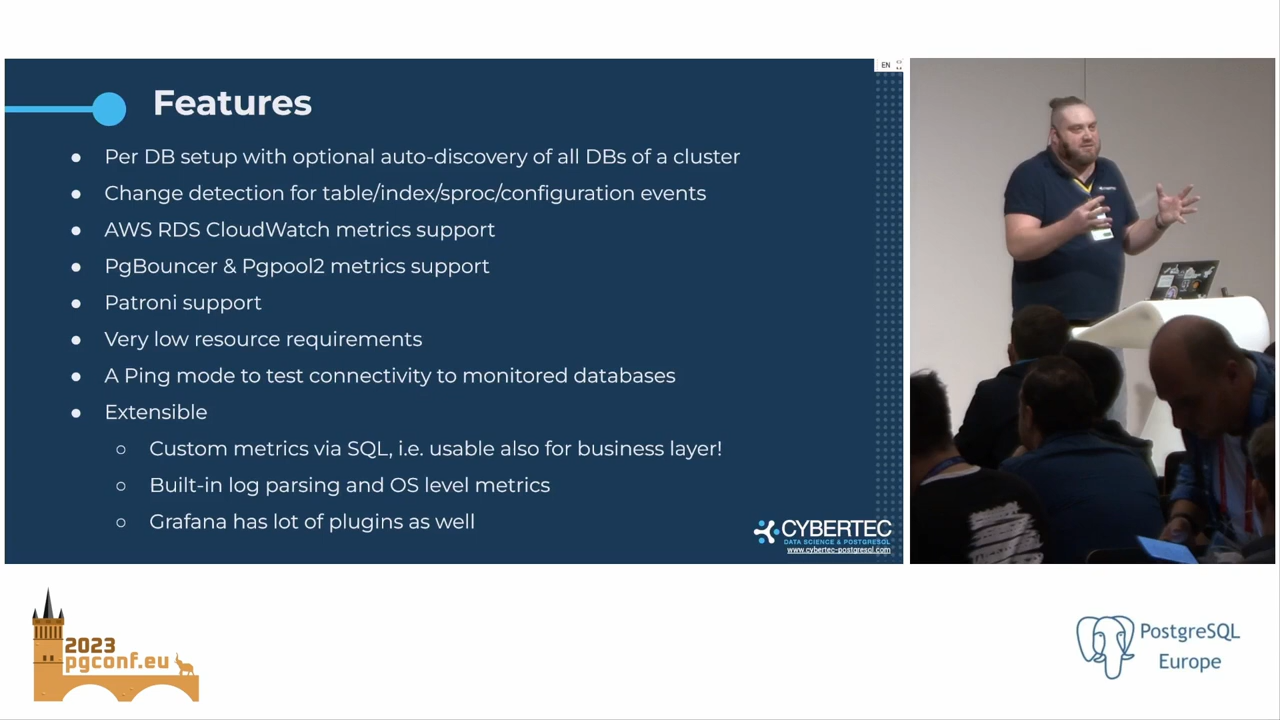 EN
Features
● Per DB setup with optional auto-discovery of all DBs of a cluster
● Change detection for table/index/sproc/configuration events
● AWS RDS CloudWatch metrics support
● PgBouncer & Pgpool2 metrics support
● Patroni support
● Very low resource requirements
● A Ping mode to test connectivity to monitored databases
● Extensible
○ Custom metrics via SQL, i.e. usable also for business layer!
○ Built-in log parsing and OS level metrics
○ Grafana has lot of plugins as well
CYBERTEC
DATA SCIENCE & POSTGRESQL
www.cybertec-postgresql.com
2023
pgconf.eu
PostgreSQL
Europe